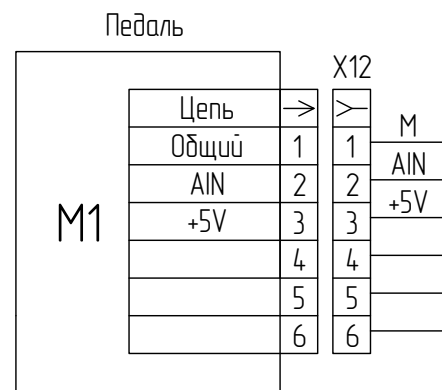 Педаль
X12
Цепь
Общий 1 1 M
AIN 2 2 AIN
+5V 3 3 +5V
M1
4 4
5 5
6 6